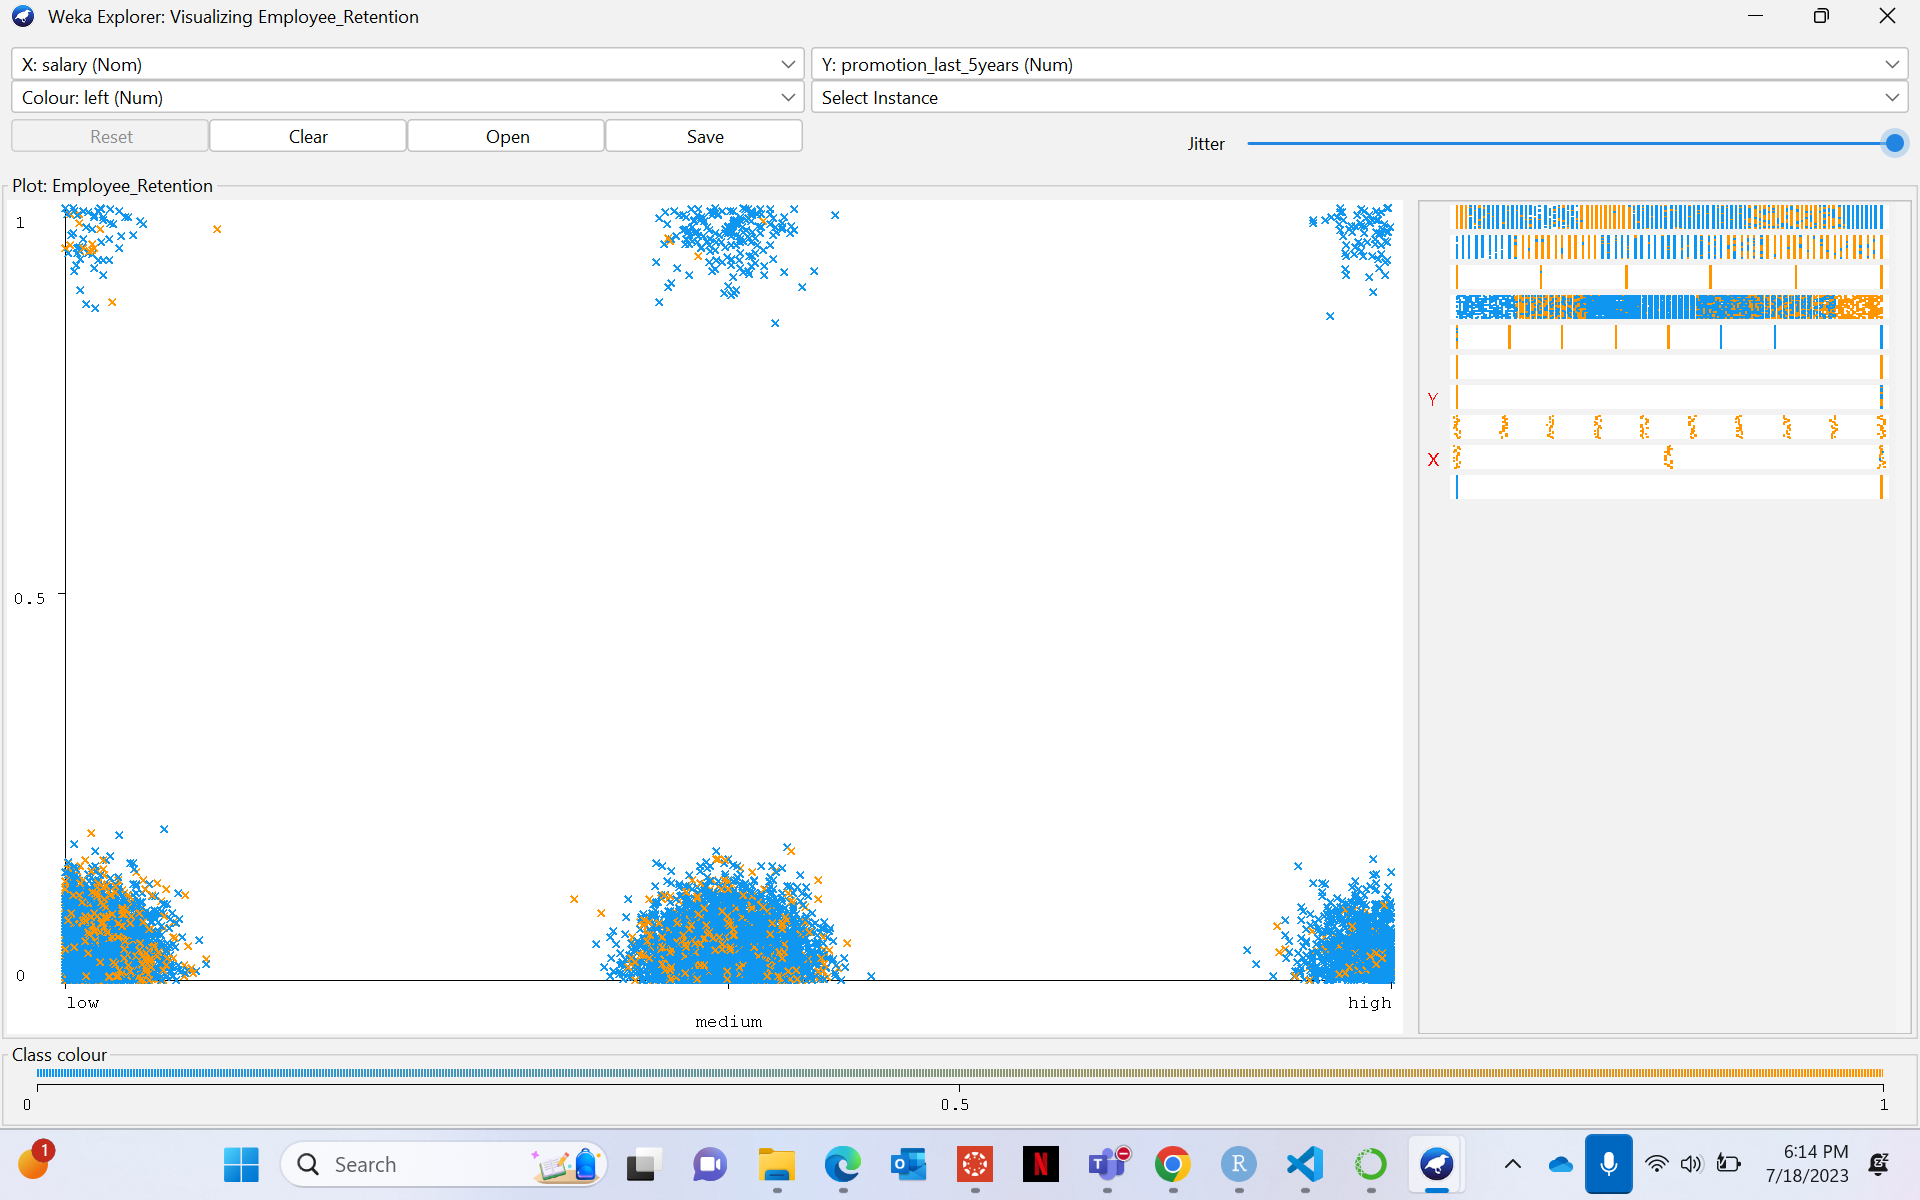 Weka Explorer: Visualizing Employee_Retention
X: salary (Nom)
Y: promotion_last_5years (Num)
Colour: left (Num)
Select Instance
Reset
Clear
Open
Save
Jitter
Plot: Employee_Retention
1
0.5
0
low
medium
high
Y
X
Class colour
0
0.5
1
1
Search
N
T
R
6:14 PM
7/18/2023